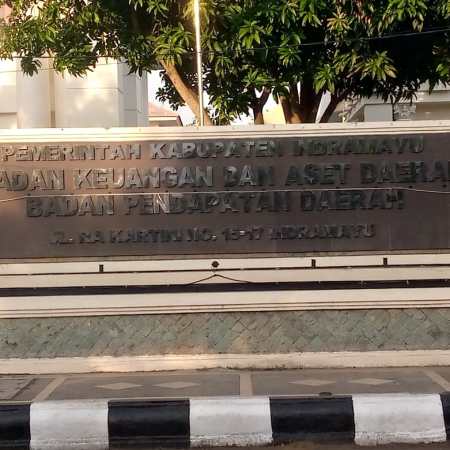 PEMERINTAH KABUPATEN INDRAMAYU
BADAN KEUANGAN DAN ASET DAERAH
BADAN PENDAPATAN DAERAH
JL. RA KARTINI NO. 15-17 INDRAMAYU